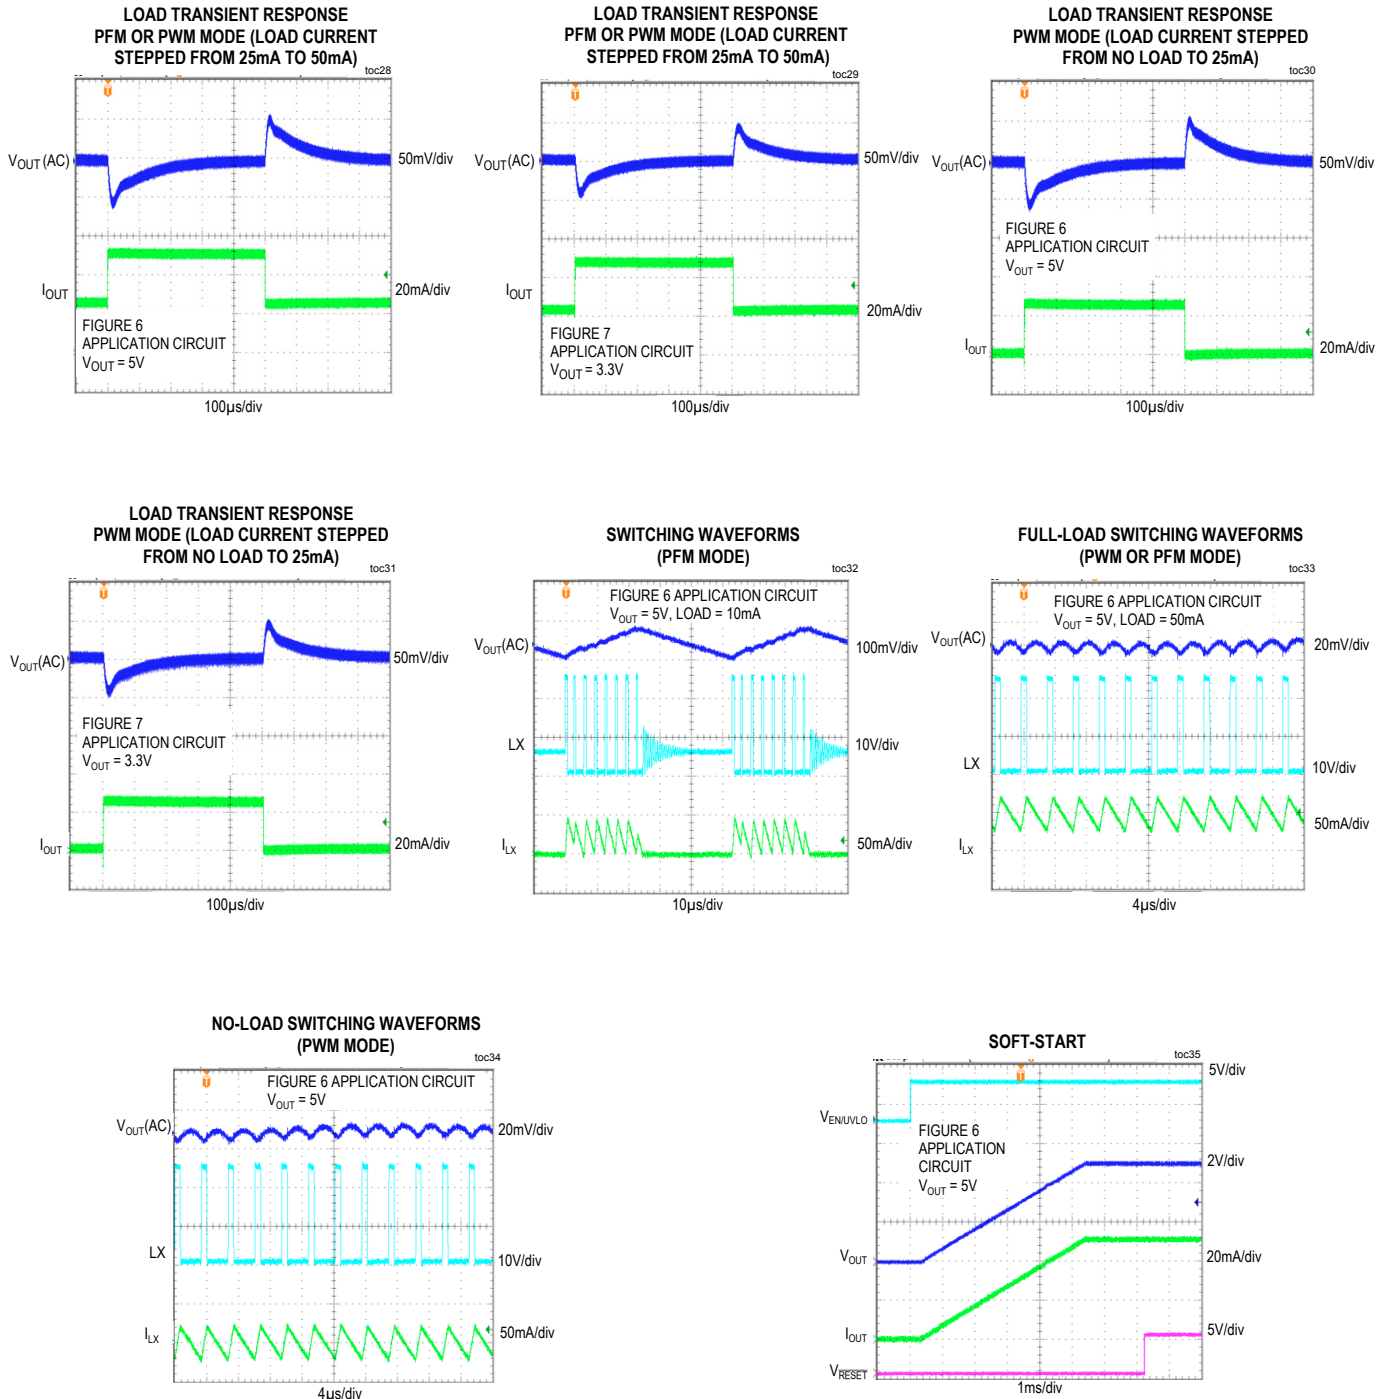 LOAD TRANSIENT RESPONSE
PFM OR PWM MODE (LOAD CURRENT
STEPPED FROM 25mA TO 50mA)
toc28
VOUT(AC)
50mV/div
IOUT
20mA/div
FIGURE 6
APPLICATION CIRCUIT
VOUT = 5V
100µs/div
LOAD TRANSIENT RESPONSE
PFM OR PWM MODE (LOAD CURRENT
STEPPED FROM 25mA TO 50mA)
toc29
VOUT(AC)
50mV/div
IOUT
20mA/div
FIGURE 7
APPLICATION CIRCUIT
VOUT = 3.3V
100µs/div
LOAD TRANSIENT RESPONSE
PWM MODE (LOAD CURRENT STEPPED
FROM NO LOAD TO 25mA)
toc30
VOUT(AC)
50mV/div
FIGURE 6
APPLICATION CIRCUIT
VOUT = 5V
IOUT
20mA/div
100µs/div
LOAD TRANSIENT RESPONSE
PWM MODE (LOAD CURRENT STEPPED
FROM NO LOAD TO 25mA)
toc31
VOUT(AC)
50mV/div
FIGURE 7
APPLICATION CIRCUIT
VOUT = 3.3V
IOUT
20mA/div
100µs/div
SWITCHING WAVEFORMS
(PFM MODE)
toc32
FIGURE 6 APPLICATION CIRCUIT
VOUT = 5V, LOAD = 10mA
VOUT(AC)
100mV/div
LX
10V/div
ILX
50mA/div
10µs/div
FULL-LOAD SWITCHING WAVEFORMS
(PWM OR PFM MODE)
toc33
FIGURE 6 APPLICATION CIRCUIT
VOUT = 5V, LOAD = 50mA
VOUT(AC)
20mV/div
LX
10V/div
ILX
50mA/div
4µs/div
NO-LOAD SWITCHING WAVEFORMS
(PWM MODE)
toc34
FIGURE 6 APPLICATION CIRCUIT
VOUT = 5V
VOUT(AC)
20mV/div
LX
10V/div
ILX
50mA/div
4µs/div
SOFT-START
toc35
5V/div
VEN/UVLO
FIGURE 6
APPLICATION
CIRCUIT
VOUT = 5V
2V/div
VOUT
20mA/div
IOUT
5V/div
VRESET
1ms/div